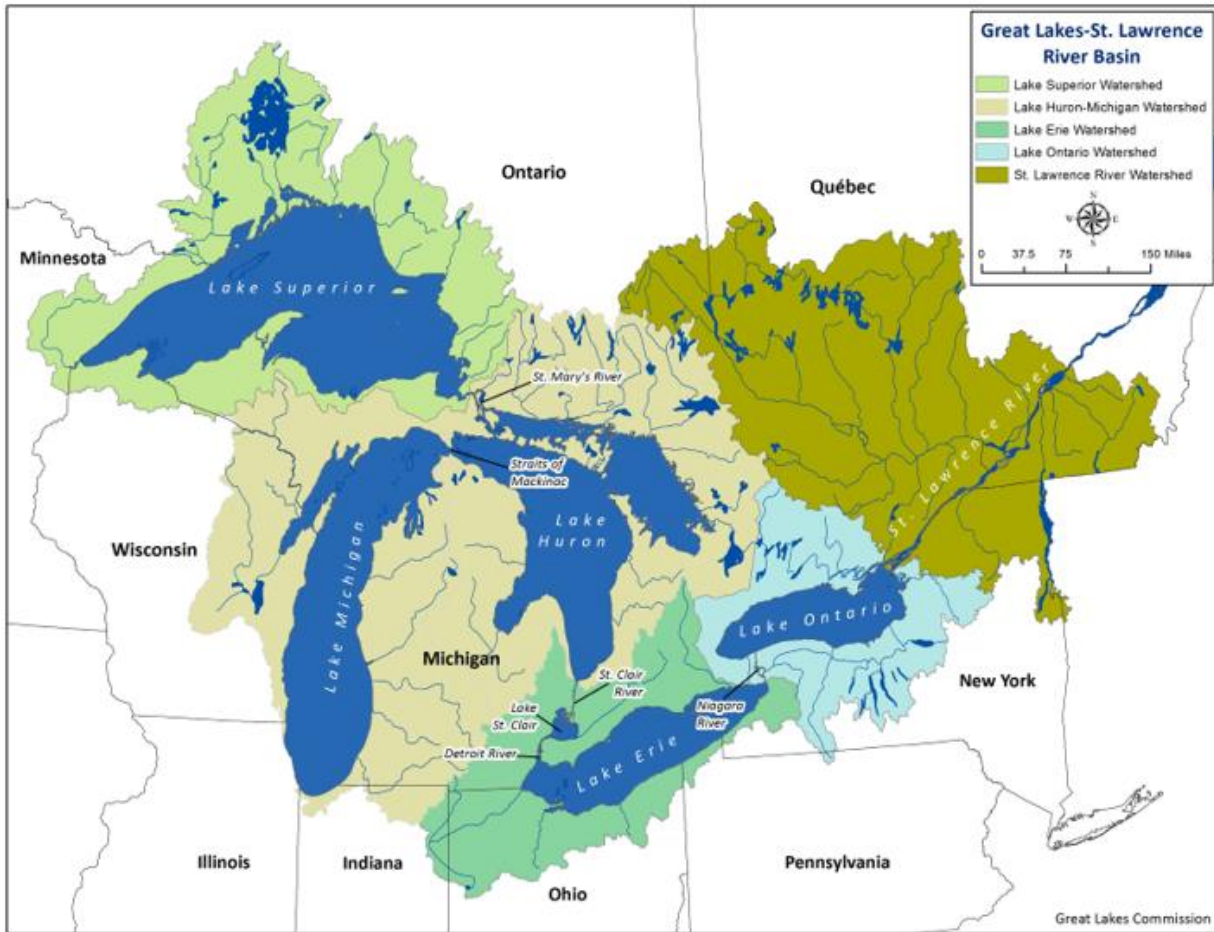 Great Lakes-St. Lawrence
River Basin
Lake Superior Watershed
Lake Huron-Michigan Watershed
Lake Erie Watershed
Lake Ontario Watershed
St. Lawrence River Watershed
N
W E
S
0 37.5 75 150 Miles
Ontario
Québec
Minnesota
Lake Superior
St. Mary's River
Straits of
Mackinac
St. Lawrence River
Wisconsin
Lake
Huron
Lake Michigan
Lake Ontario
Michigan
St. Clair
River
New York
Lake
St. Clair
Niagara
River
Detroit River
Lake Erie
Illinois
Indiana
Pennsylvania
Ohio
Great Lakes Commission